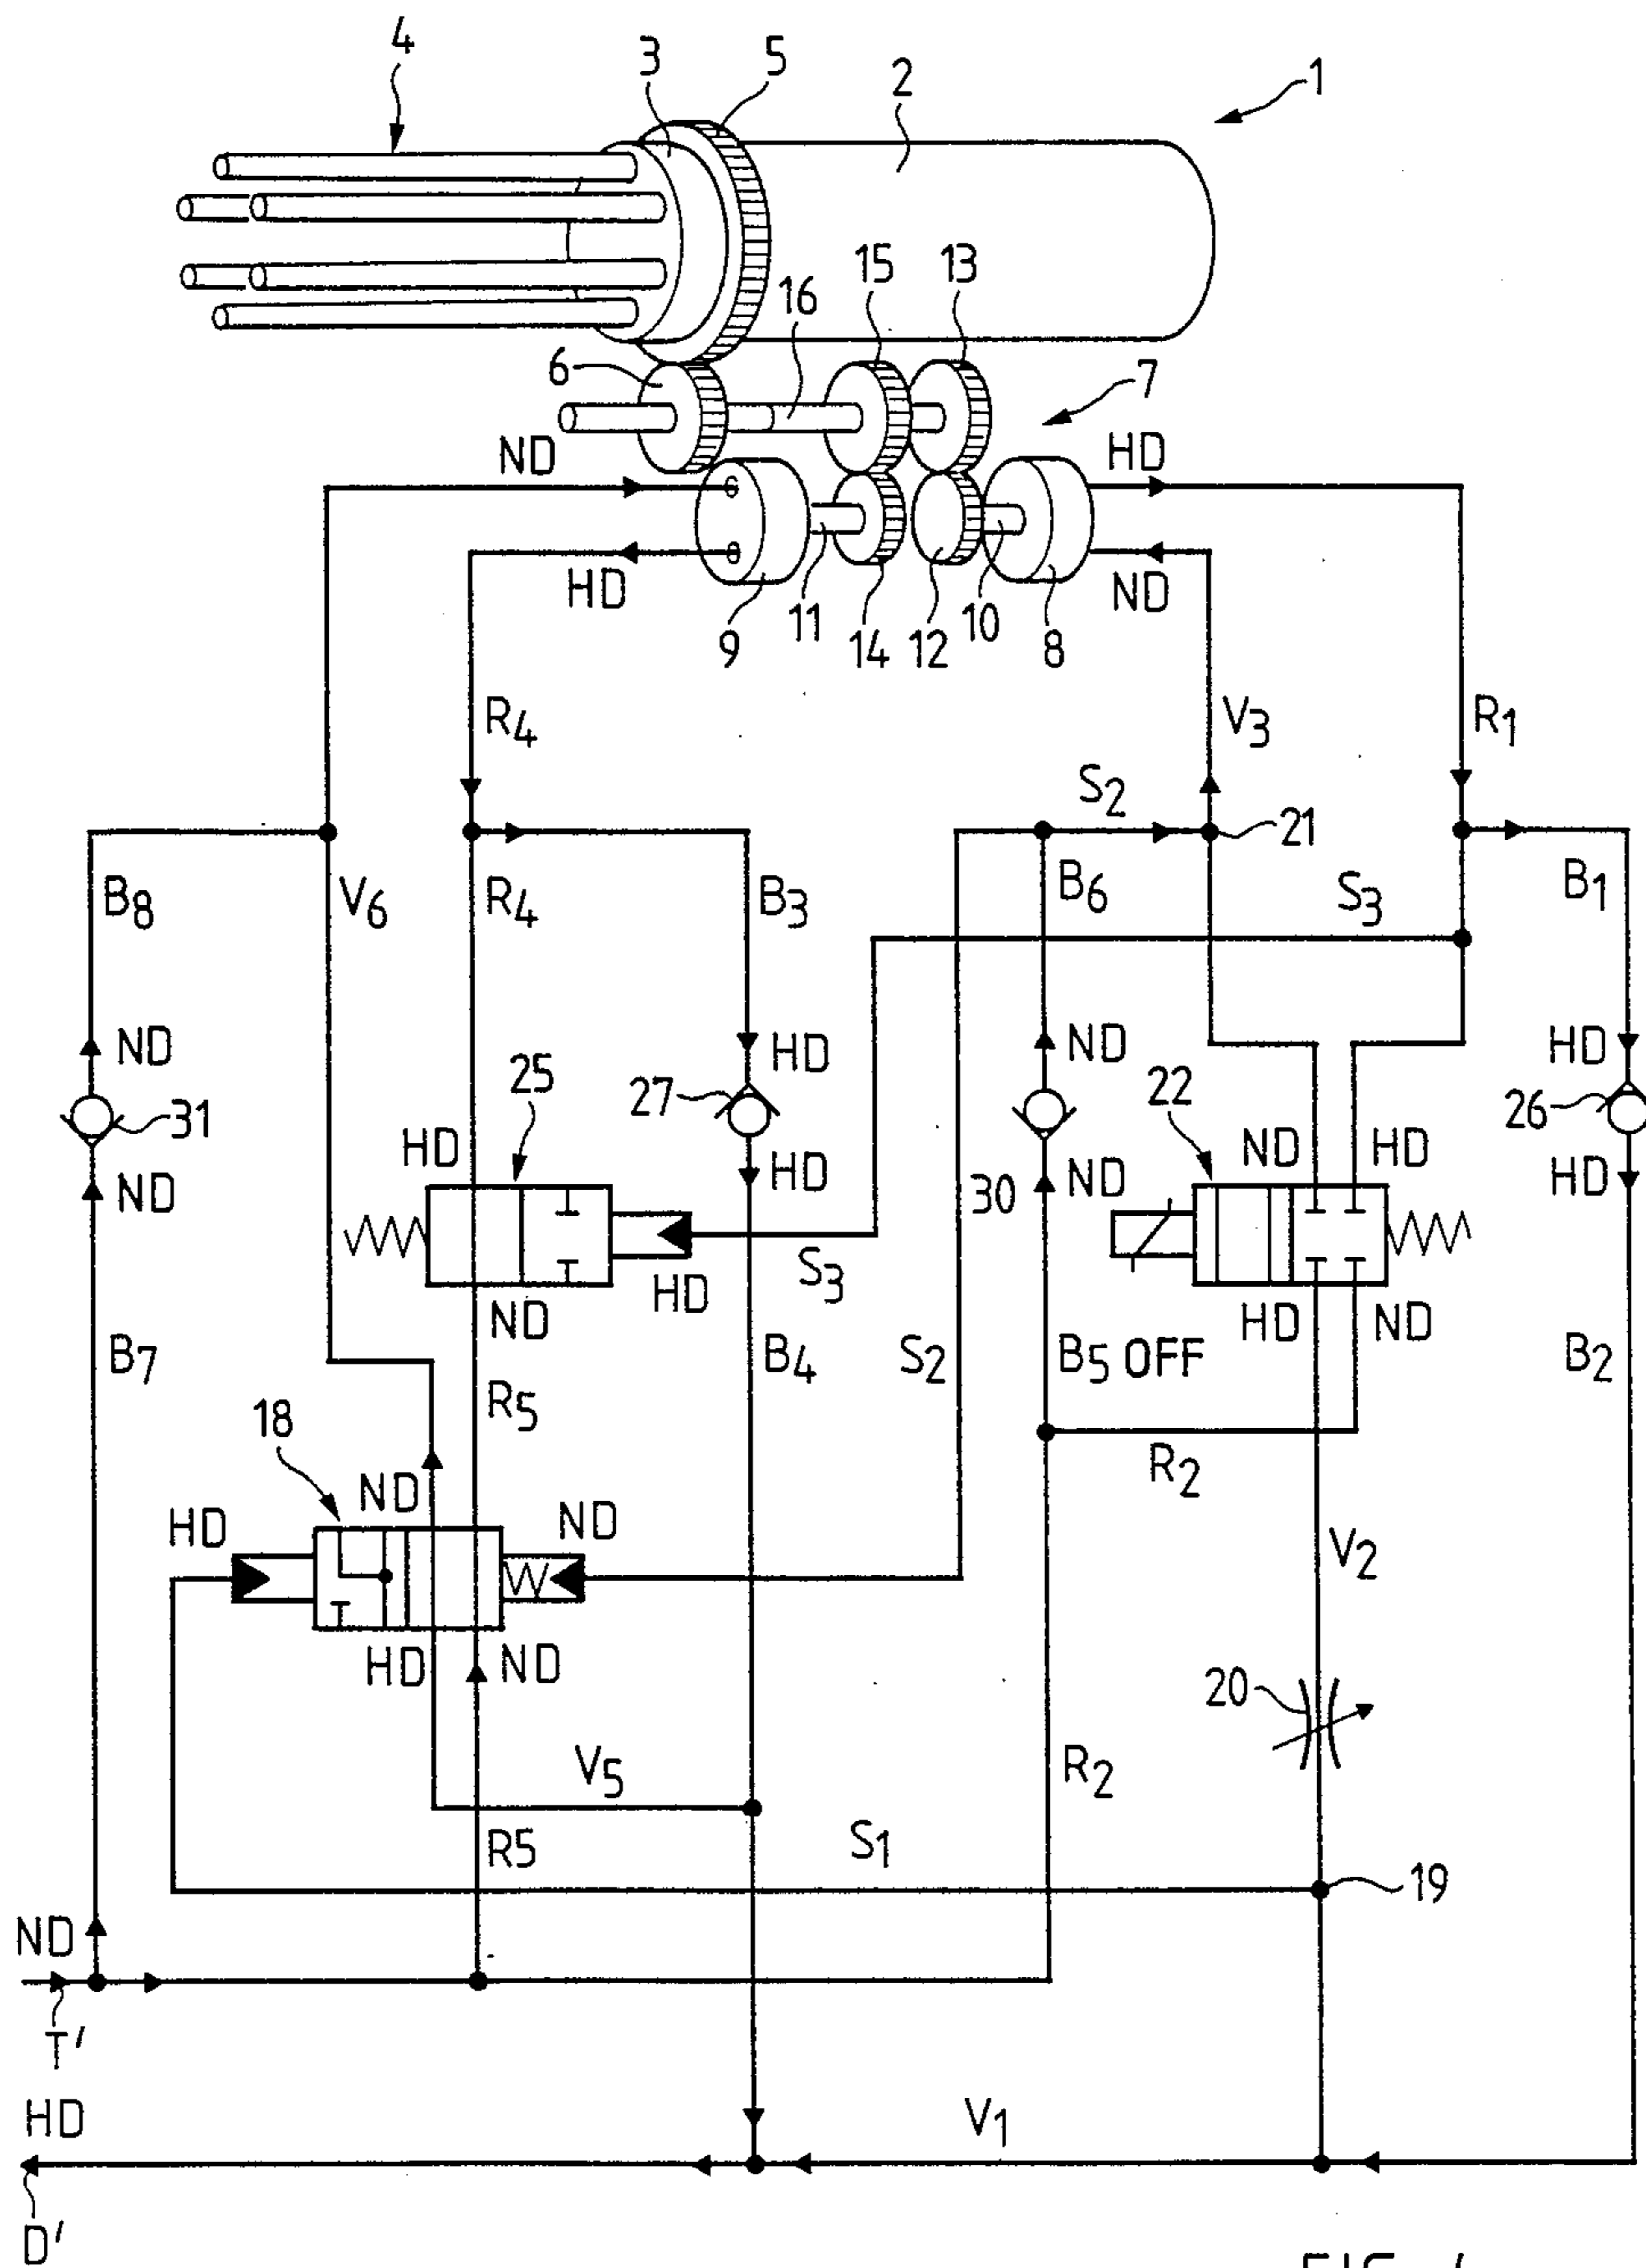 4
3
5
2
1
15
13
16
6
7
ND
HD
HD
ND
9
11
14
12
10
8
R4
V3
R1
S2
21
B8
V6
R4
B3
B6
S3
B1
ND
HD
ND
HD
31
25
27
22
26
ND
HD
HD
30
ND
ND
HD
HD
S3
HD
ND
HD
ND
B7
B4
S2
B5 OFF
B2
R5
18
R2
ND
HD
ND
V2
HD
ND
20
V5
R2
R5
S1
19
ND
T'
HD
V1
D'